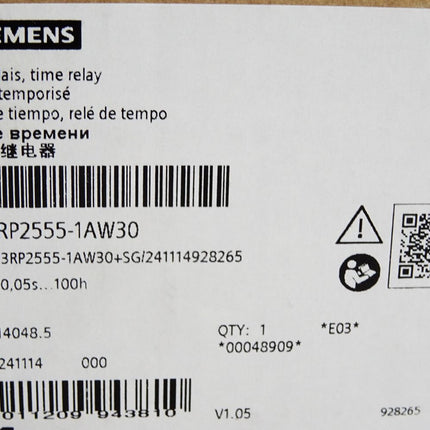 EMENS
ais, time relay
temporisé
e tiempo, relé de tempo
е времени
继电器
RP2555-1AW30
3RP2555-1AW30+SG/241114928265
0,05s...100h
4048.5
QTY: 1 *E03*
*00048909*
241114 000
011209 943810
V1.05
928265